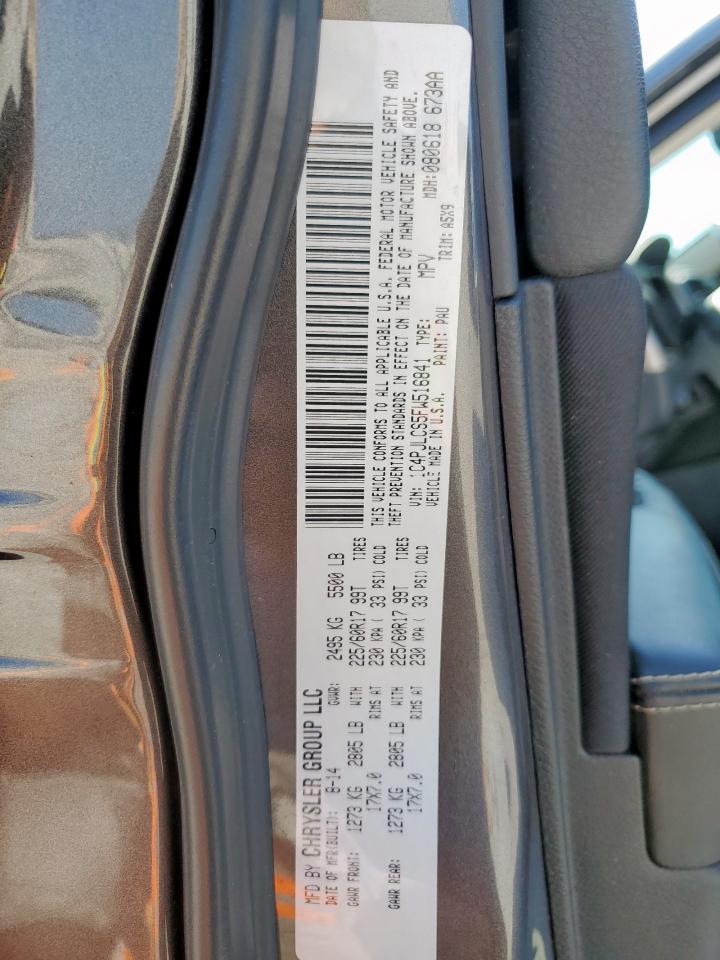 MFD BY CHRYSLER GROUP LLC
DATE OF MFR(BUILT): 8-14 GVWR: 2495 KG 5500 LB
GAWR FRONT: 1273 KG 2805 LB WITH 225/60R17 99T TIRES
17X7.0 RIMS AT 230 KPA ( 33 PSI) COLD
GAWR REAR: 1273 KG 2805 LB WITH 225/60R17 99T TIRES
17X7.0 RIMS AT 230 KPA ( 33 PSI) COLD
THIS VEHICLE CONFORMS TO ALL APPLICABLE U.S.A. FEDERAL MOTOR VEHICLE SAFETY AND
THEFT PREVENTION STANDARDS IN EFFECT ON THE DATE OF MANUFACTURE SHOWN ABOVE.
VIN: 1C4PJLCS5FW516841 TYPE: MPV MDH:080618 673AA
VEHICLE MADE IN U.S.A. PAINT: PAU TRIM: A5X9